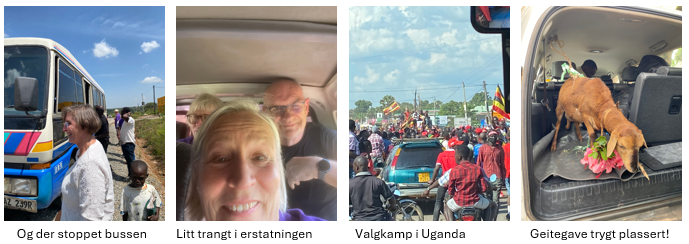 Og der stoppet bussen
Litt trangt i erstatningen
Valgkamp i Uganda
Geitegave trygt plassert!